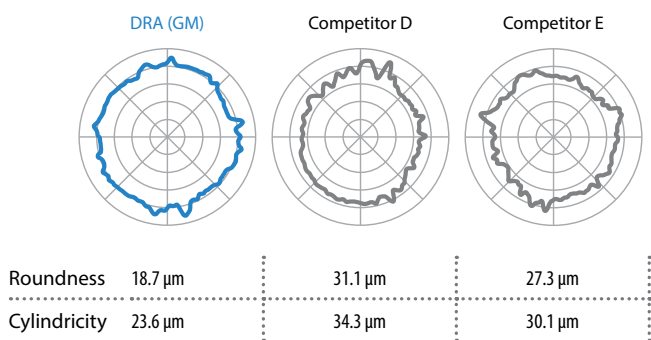 DRA (GM) Competitor D Competitor E
Roundness 18.7 µm 31.1 µm 27.3 µm
Cylindricity 23.6 µm 34.3 µm 30.1 µm